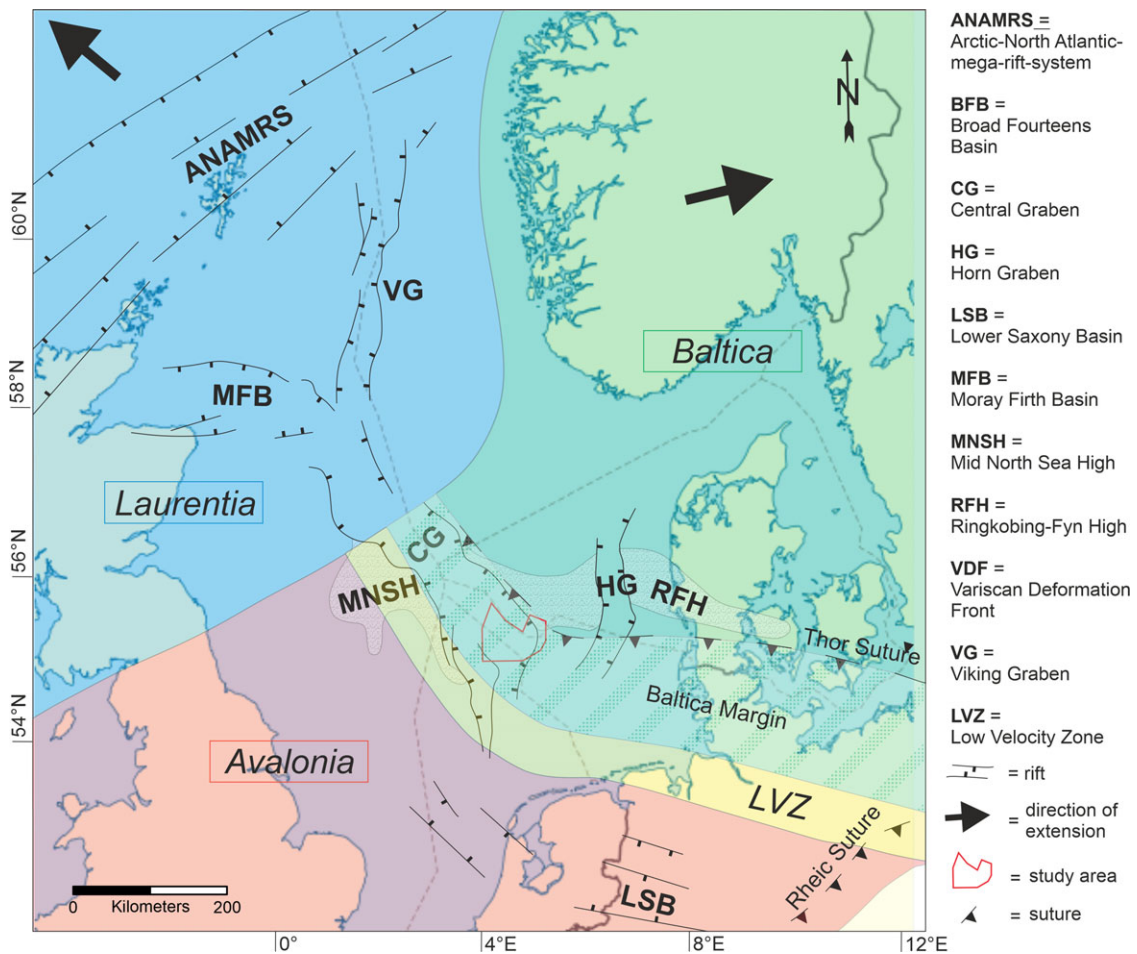 ANAMRS
60°N
58°N
56°N
54°N
VG
MFB
Baltica
Laurentia
CG
MNSH
HG RFH
Thor Suture
Baltica Margin
Avalonia
LVZ
Rheic Suture
LSB
N
0 Kilometers 200
0° 4°E 8°E 12°E
ANAMRS =
Arctic-North Atlantic-
mega-rift-system
BFB =
Broad Fourteens
Basin
CG =
Central Graben
HG =
Horn Graben
LSB =
Lower Saxony Basin
MFB =
Moray Firth Basin
MNSH =
Mid North Sea High
RFH =
Ringkobing-Fyn High
VDF =
Variscan Deformation
Front
VG =
Viking Graben
LVZ =
Low Velocity Zone
= rift
= direction of
extension
= study area
= suture